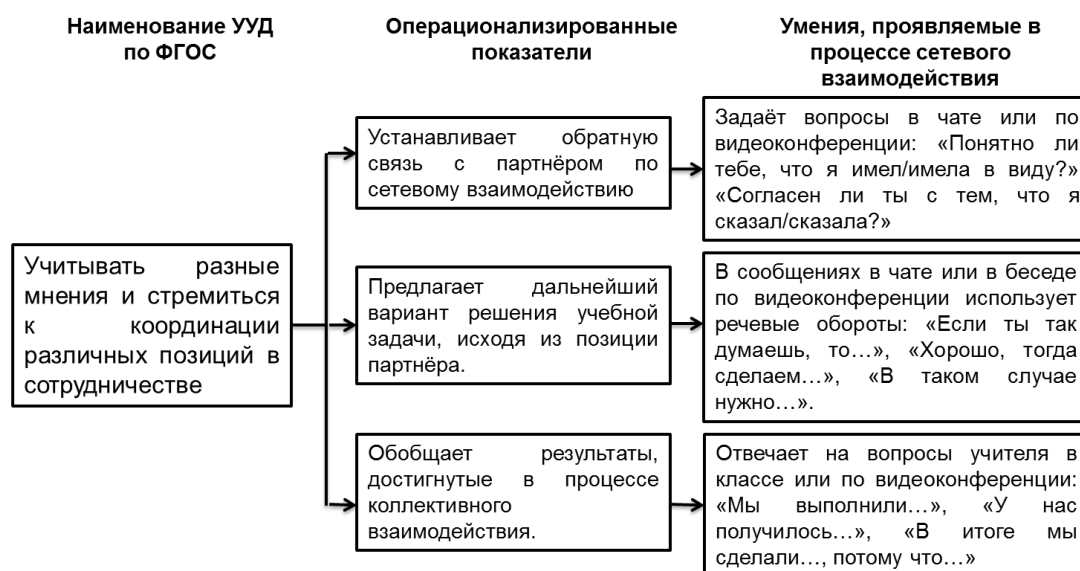 Наименование УУД
по ФГОС
Операционализированные
показатели
Умения, проявляемые в
процессе сетевого
взаимодействия
Учитывать разные
мнения и стремиться
к координации
различных позиций в
сотрудничестве
Устанавливает обратную
связь с партнёром по
сетевому взаимодействию
Задаёт вопросы в чате или по
видеоконференции: «Понятно ли
тебе, что я имел/имела в виду?»
«Согласен ли ты с тем, что я
сказал/сказала?»
Предлагает дальнейший
вариант решения учебной
задачи, исходя из позиции
партнёра.
В сообщениях в чате или в беседе
по видеоконференции использует
речевые обороты: «Если ты так
думаешь, то…», «Хорошо, тогда
сделаем…», «В таком случае
нужно…».
Обобщает результаты,
достигнутые в процессе
коллективного
взаимодействия.
Отвечает на вопросы учителя в
классе или по видеоконференции:
«Мы выполнили…», «У нас
получилось…», «В итоге мы
сделали…, потому что…»